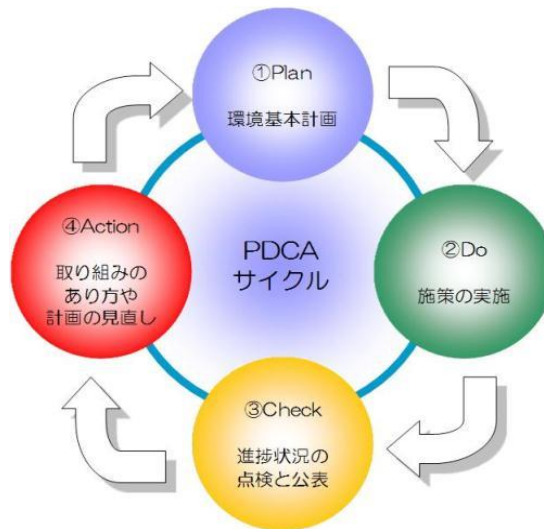 ①Plan
環境基本計画
②Do
施策の実施
③Check
進捗状況の
点検と公表
④Action
取り組みの
あり方や
計画の見直し
PDCA
サイクル